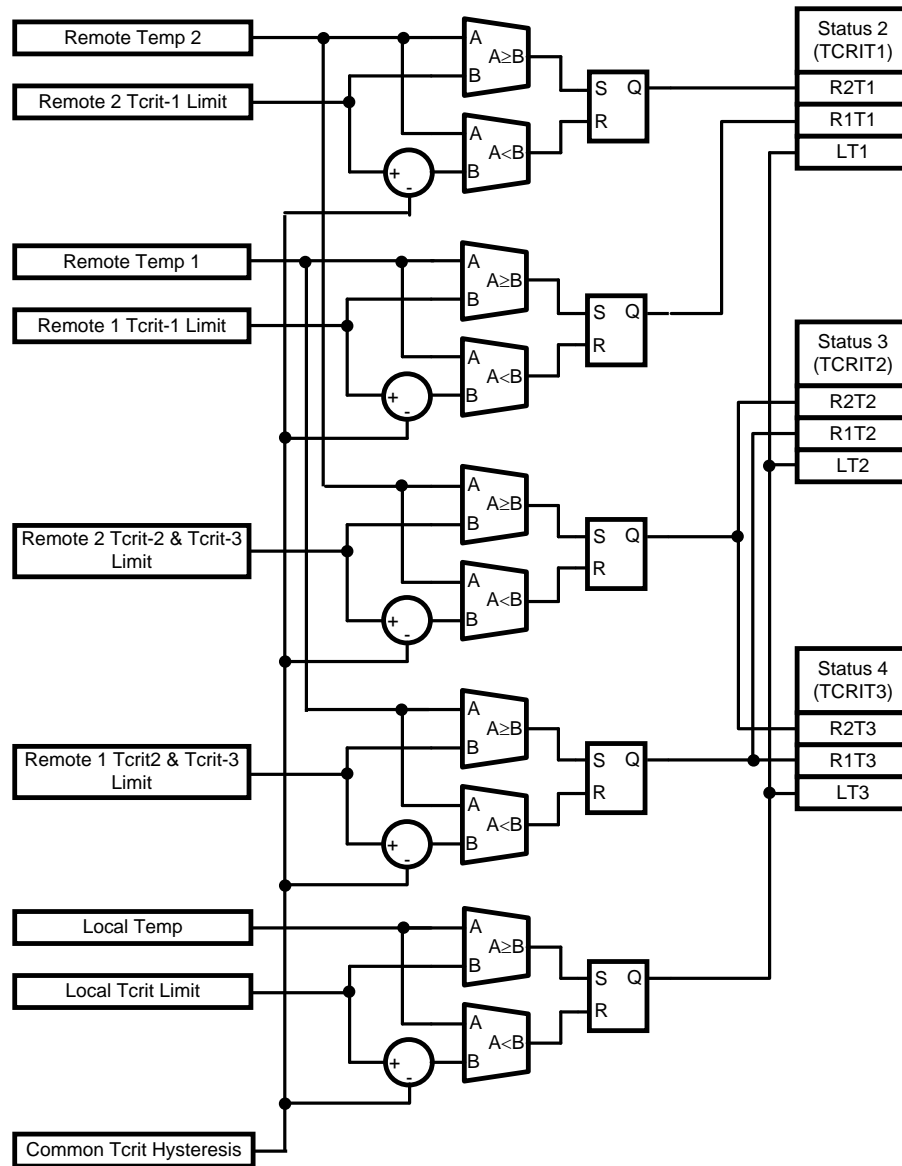 Remote Temp 2
Remote 2 Tcrit-1 Limit
A
A≥B
B
A
A<B
B
+
-
S
Q
R
Status 2
(TCRIT1)
R2T1
R1T1
LT1
Remote Temp 1
Remote 1 Tcrit-1 Limit
A
A≥B
B
A
A<B
B
+
-
S
Q
R
Status 3
(TCRIT2)
R2T2
R1T2
LT2
Remote 2 Tcrit-2 & Tcrit-3
Limit
A
A≥B
B
A
A<B
B
+
-
S
Q
R
Status 4
(TCRIT3)
R2T3
R1T3
LT3
Remote 1 Tcrit2 & Tcrit-3
Limit
A
A≥B
B
A
A<B
B
+
-
S
Q
R
Local Temp
Local Tcrit Limit
A
A≥B
B
A
A<B
B
+
-
S
Q
R
Common Tcrit Hysteresis